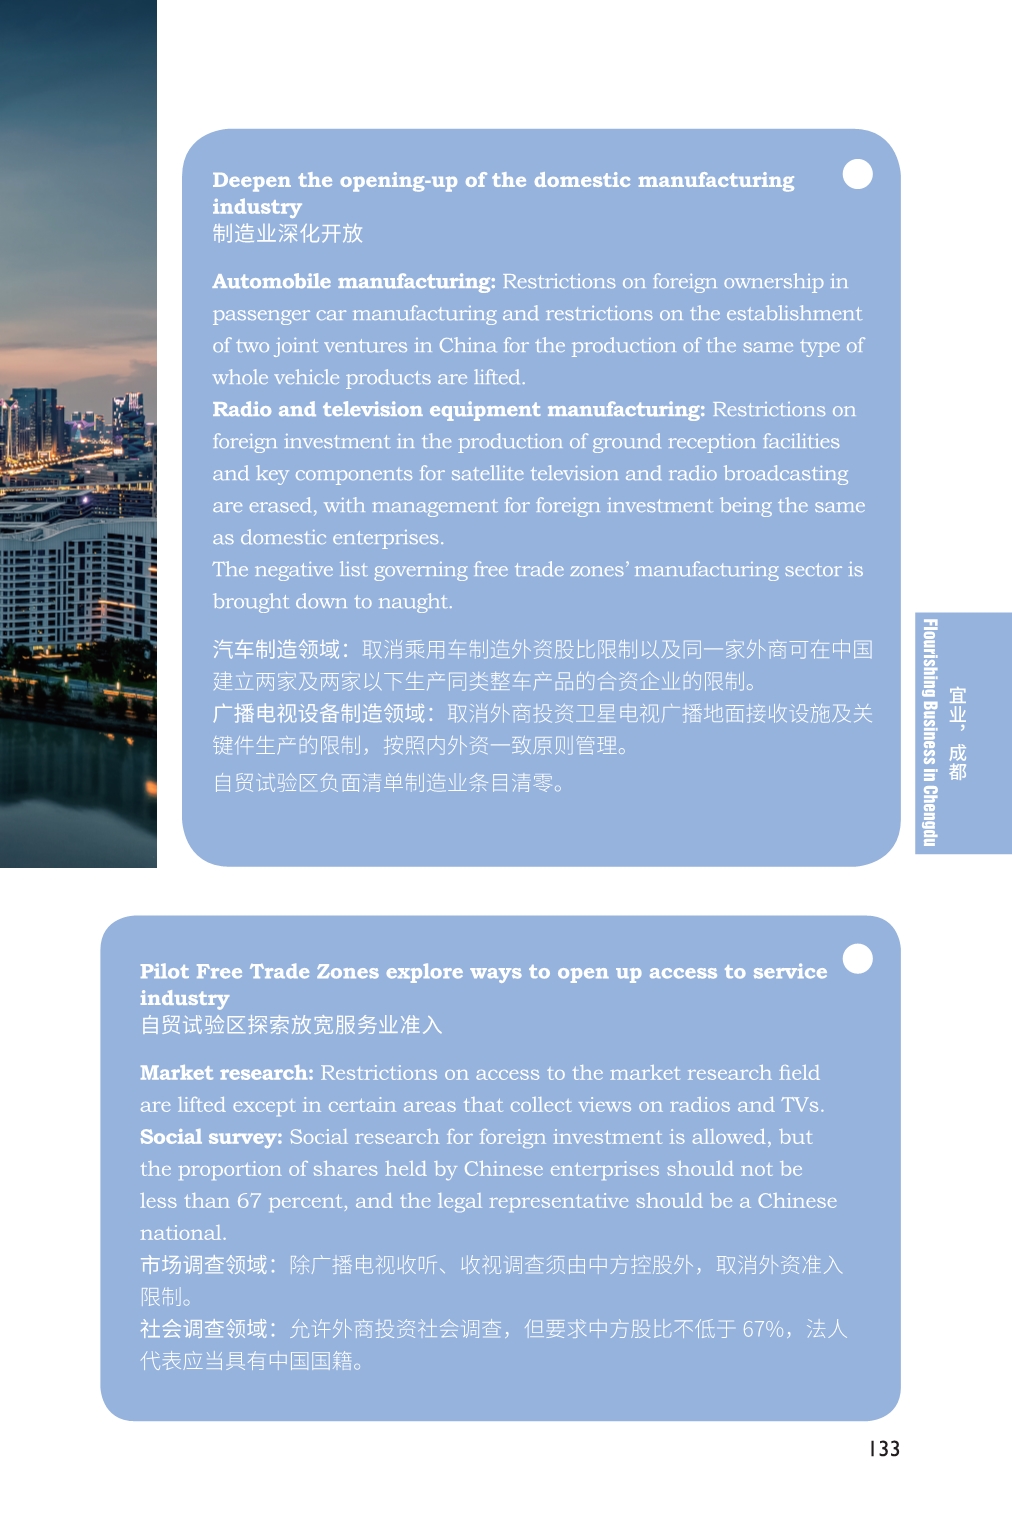 Deepen the opening-up of the domestic manufacturing
industry
制造业深化开放
Automobile manufacturing: Restrictions on foreign ownership in
passenger car manufacturing and restrictions on the establishment
of two joint ventures in China for the production of the same type of
whole vehicle products are lifted.
Radio and television equipment manufacturing: Restrictions on
foreign investment in the production of ground reception facilities
and key components for satellite television and radio broadcasting
are erased, with management for foreign investment being the same
as domestic enterprises.
The negative list governing free trade zones’ manufacturing sector is
brought down to naught.
汽车制造领域：取消乘用车制造外资股比限制以及同一家外商可在中国
建立两家及两家以下生产同类整车产品的合资企业的限制。
广播电视设备制造领域：取消外商投资卫星电视广播地面接收设施及关
键件生产的限制，按照内外资一致原则管理。
自贸试验区负面清单制造业条目清零。
Flourishing Business in Chengdu
宜业，成都
Pilot Free Trade Zones explore ways to open up access to service
industry
自贸试验区探索放宽服务业准入
Market research: Restrictions on access to the market research field
are lifted except in certain areas that collect views on radios and TVs.
Social survey: Social research for foreign investment is allowed, but
the proportion of shares held by Chinese enterprises should not be
less than 67 percent, and the legal representative should be a Chinese
national.
市场调查领域：除广播电视收听、收视调查须由中方控股外，取消外资准入
限制。
社会调查领域：允许外商投资社会调查，但要求中方股比不低于 67%，法人
代表应当具有中国国籍。
133